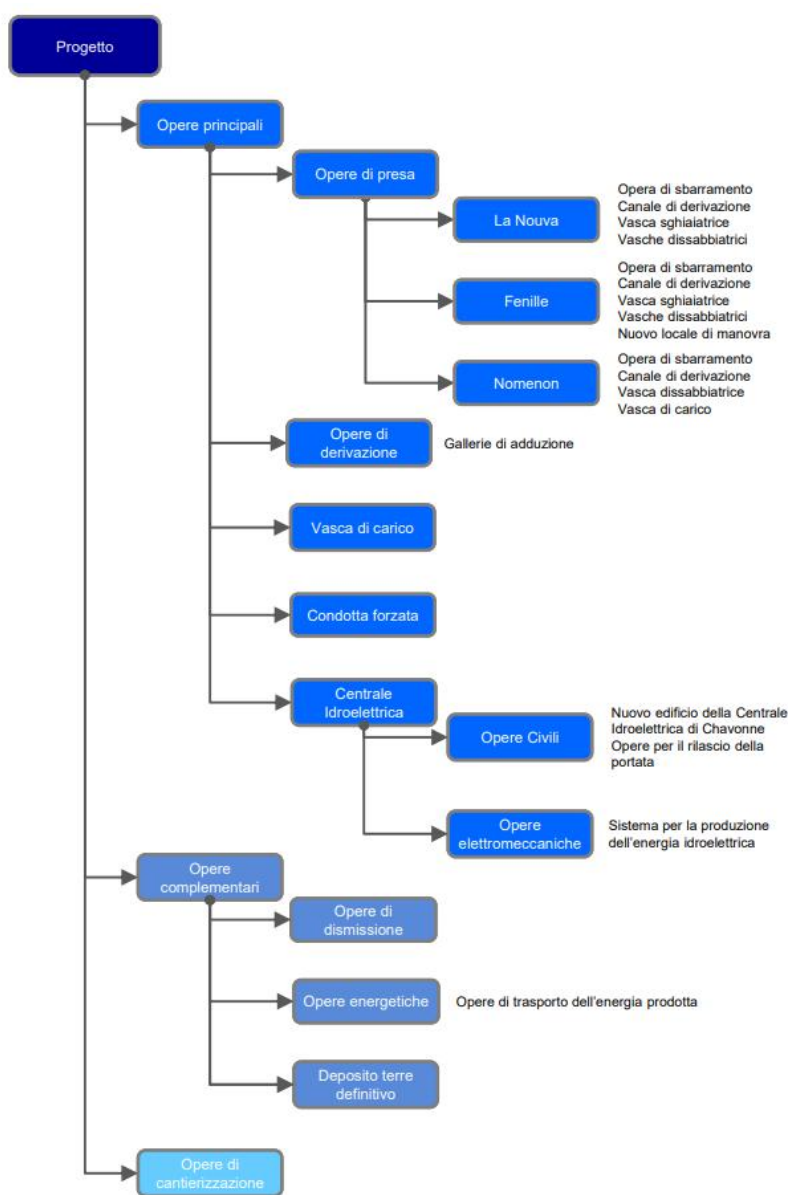 Progetto
Opere principali
Opere di presa
La Nouva
Opera di sbarramento
Canale di derivazione
Vasca sghiaiatrice
Vasche dissabbiatrici
Fenille
Opera di sbarramento
Canale di derivazione
Vasca sghiaiatrice
Vasche dissabbiatrici
Nuovo locale di manovra
Nomenon
Opera di sbarramento
Canale di derivazione
Vasca dissabbiatrice
Vasca di carico
Opere di
derivazione
Gallerie di adduzione
Vasca di carico
Condotta forzata
Centrale
Idroelettrica
Opere Civili
Nuovo edificio della Centrale
Idroelettrica di Chavonne
Opere per il rilascio della
portata
Opere
elettromeccaniche
Sistema per la produzione
dell'energia idroelettrica
Opere
complementari
Opere di
dismissione
Opere energetiche
Opere di trasporto dell'energia prodotta
Deposito terre
definitivo
Opere di
cantierizzazione